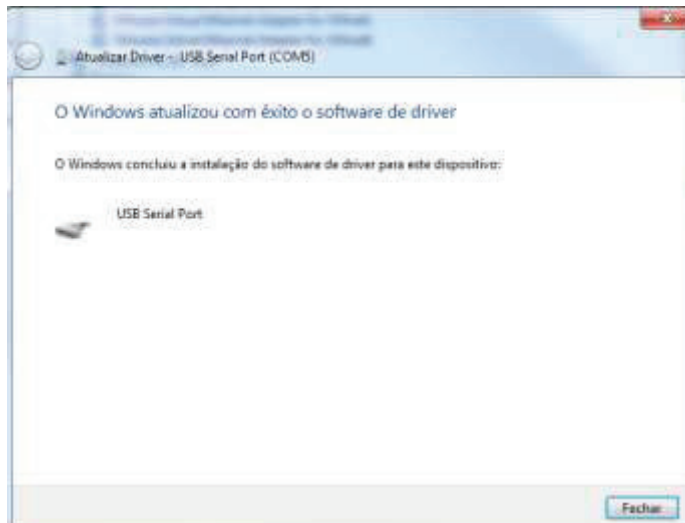 Atualizar Driver - USB Serial Port (COM5)
O Windows atualizou com êxito o software de driver
O Windows concluiu a instalação do software de driver para este dispositivo:
USB Serial Port
Fechar